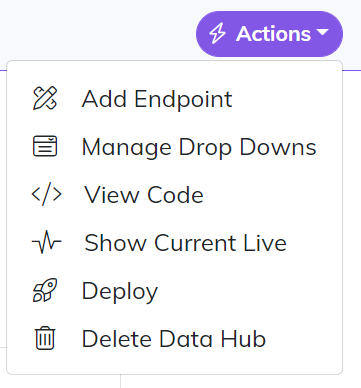 Actions
Add Endpoint
Manage Drop Downs
View Code
Show Current Live
Deploy
Delete Data Hub